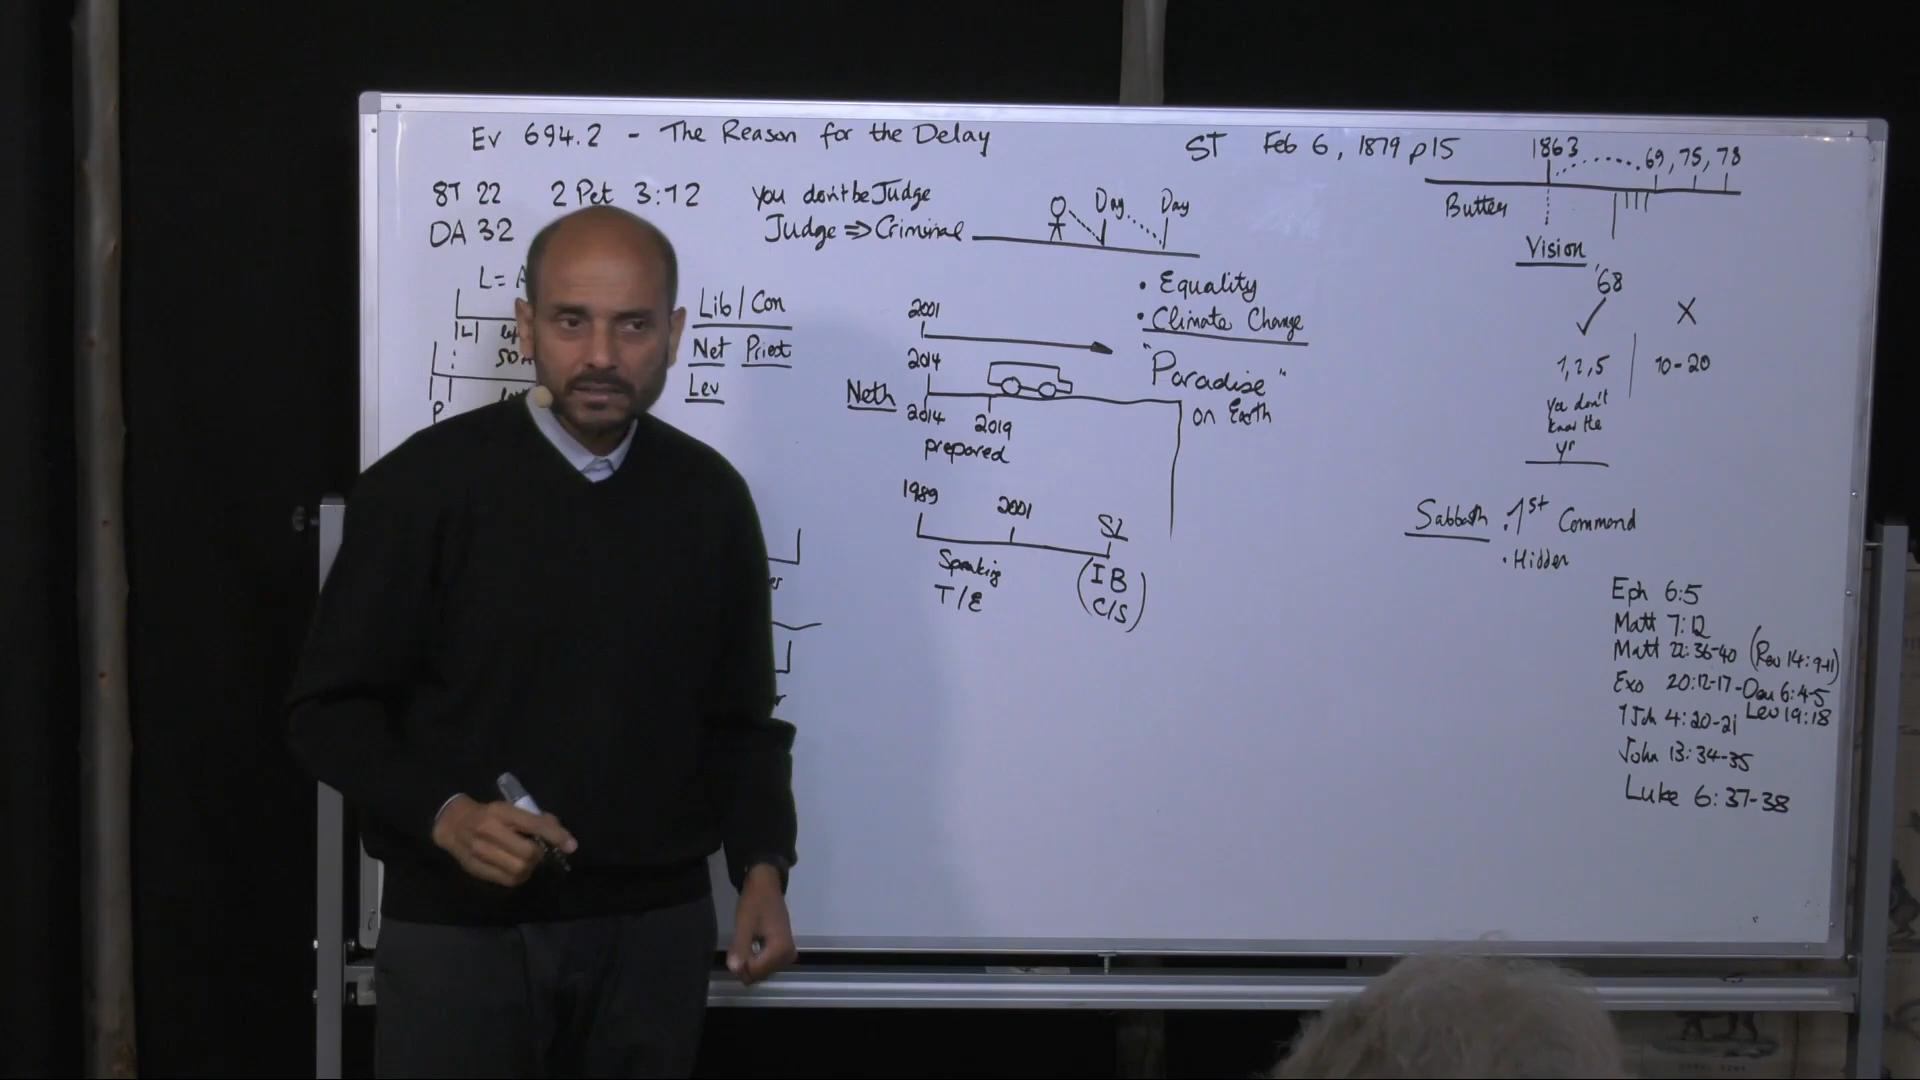 Ev 694.2 - The Reason for the Delay
8T 22 2 Pet 3:12
DA 32
you don't be Judge
Judge ⇒ Criminal
Day Day
L= A
|L|
P
Lib/Con
Net Priest
Lev
2001
2014
Neth
2014 2019
prepared
• Equality
• Climate Change
"Paradise"
on Earth
1989 2001 SL
Speaking
T/E
(IB
C/S)
ST Feb 6, 1879 p15
1863 ...... 69, 75, 78
Butter
Vision
'68
✓ X
1,2,5 10-20
you don't
know the
yr
Sabbath • 1st Command
• Hidden
Eph 6:5
Matt 7:12
Matt 22:36-40 (Rev 14:9-11)
Exo 20:12-17 - Deu 6:4-5
Lev 19:18
1 Joh 4:20-21
John 13:34-35
Luke 6:37-38